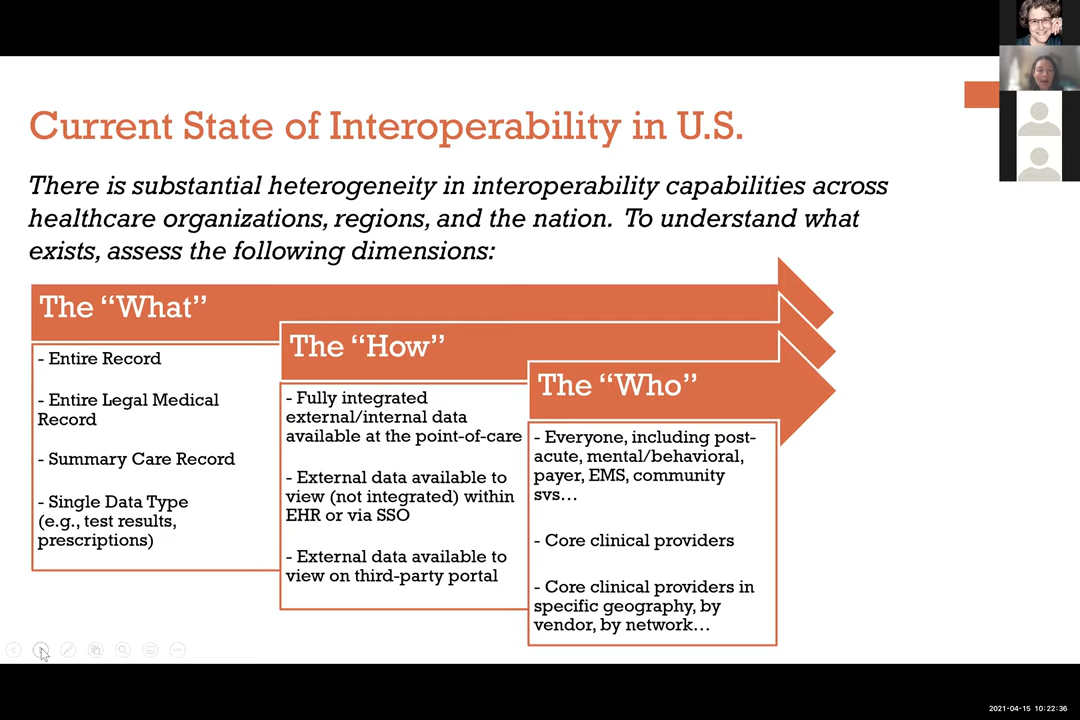 Current State of Interoperability in U.S.
There is substantial heterogeneity in interoperability capabilities across
healthcare organizations, regions, and the nation. To understand what
exists, assess the following dimensions:
The “What”
- Entire Record
- Entire Legal Medical
Record
- Summary Care Record
- Single Data Type
(e.g., test results,
prescriptions)
The “How”
- Fully integrated
external/internal data
available at the point-of-care
- External data available to
view (not integrated) within
EHR or via SSO
- External data available to
view on third-party portal
The “Who”
- Everyone, including post-
acute, mental/behavioral,
payer, EMS, community
svs…
- Core clinical providers
- Core clinical providers in
specific geography, by
vendor, by network…
2021-04-15 10:22:36